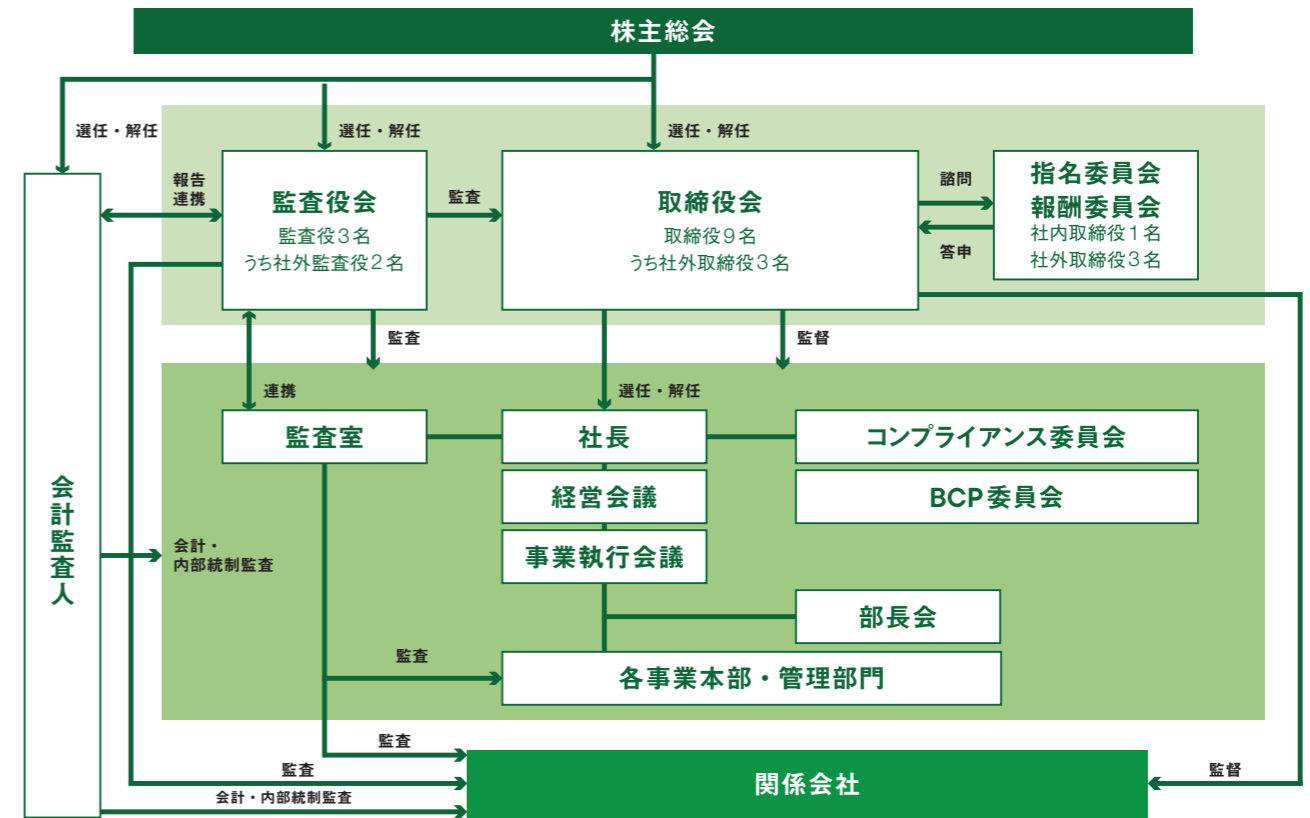 株主総会
選任・解任
選任・解任
選任・解任
報告
連携
監査役会
監査役3名
うち社外監査役2名
監査
取締役会
取締役9名
うち社外取締役3名
諮問
答申
指名委員会
報酬委員会
社内取締役1名
社外取締役3名
監査
監督
連携
選任・解任
監査室
社長
コンプライアンス委員会
経営会議
BCP委員会
事業執行会議
会計監査人
会計・
内部統制監査
部長会
監査
各事業本部・管理部門
監査
監査
会計・内部統制監査
関係会社
監督